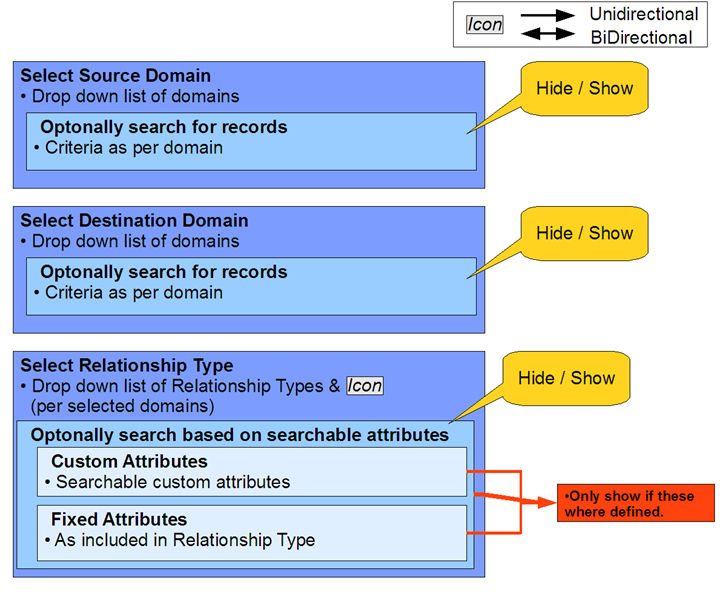 Icon Unidirectional
BiDirectional
Select Source Domain
• Drop down list of domains
Hide / Show
Optonally search for records
• Criteria as per domain
Select Destination Domain
• Drop down list of domains
Hide / Show
Optonally search for records
• Criteria as per domain
Select Relationship Type
• Drop down list of Relationship Types & Icon
(per selected domains)
Hide / Show
Optonally search based on searchable attributes
Custom Attributes
• Searchable custom attributes
•Only show if these
where defined.
Fixed Attributes
• As included in Relationship Type